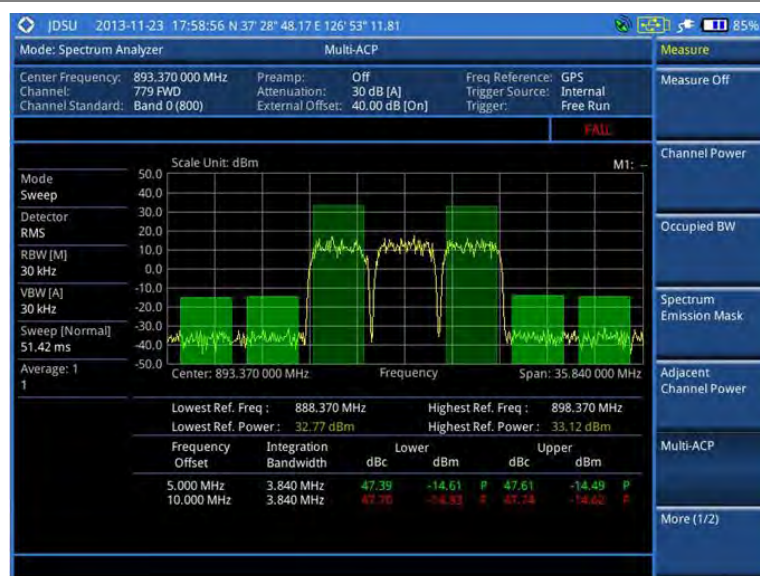 JDSU 2013-11-23 17:58:56 N 37' 28" 48.17 E 126' 53" 11.81 85%
Mode: Spectrum Analyzer Multi-ACP Measure
Center Frequency: 893.370 000 MHz Preamp: Off Freq Reference: GPS
Channel: 779 FWD Attenuation: 30 dB [A] Trigger Source: Internal
Channel Standard: Band 0 (800) External Offset: 40.00 dB [On] Trigger: Free Run
Measure Off
FAIL
Scale Unit: dBm M1: --
Channel Power
Mode
Sweep
Detector
RMS
RBW [M]
30 kHz
VBW [A]
30 kHz
Sweep [Normal]
51.42 ms
Average: 1
1
50.0
40.0
30.0
20.0
10.0
0.0
-10.0
-20.0
-30.0
-40.0
-50.0
Center: 893.370 000 MHz Frequency Span: 35.840 000 MHz
Occupied BW
Spectrum
Emission Mask
Adjacent
Channel Power
Multi-ACP
More (1/2)
Lowest Ref. Freq : 888.370 MHz Highest Ref. Freq : 898.370 MHz
Lowest Ref. Power : 32.77 dBm Highest Ref. Power : 33.12 dBm
Frequency Integration Lower Upper
Offset Bandwidth dBc dBm dBc dBm
5.000 MHz 3.840 MHz 47.39 -14.61 P 47.61 -14.49 P
10.000 MHz 3.840 MHz 47.70 -14.93 F 47.74 -14.62 F